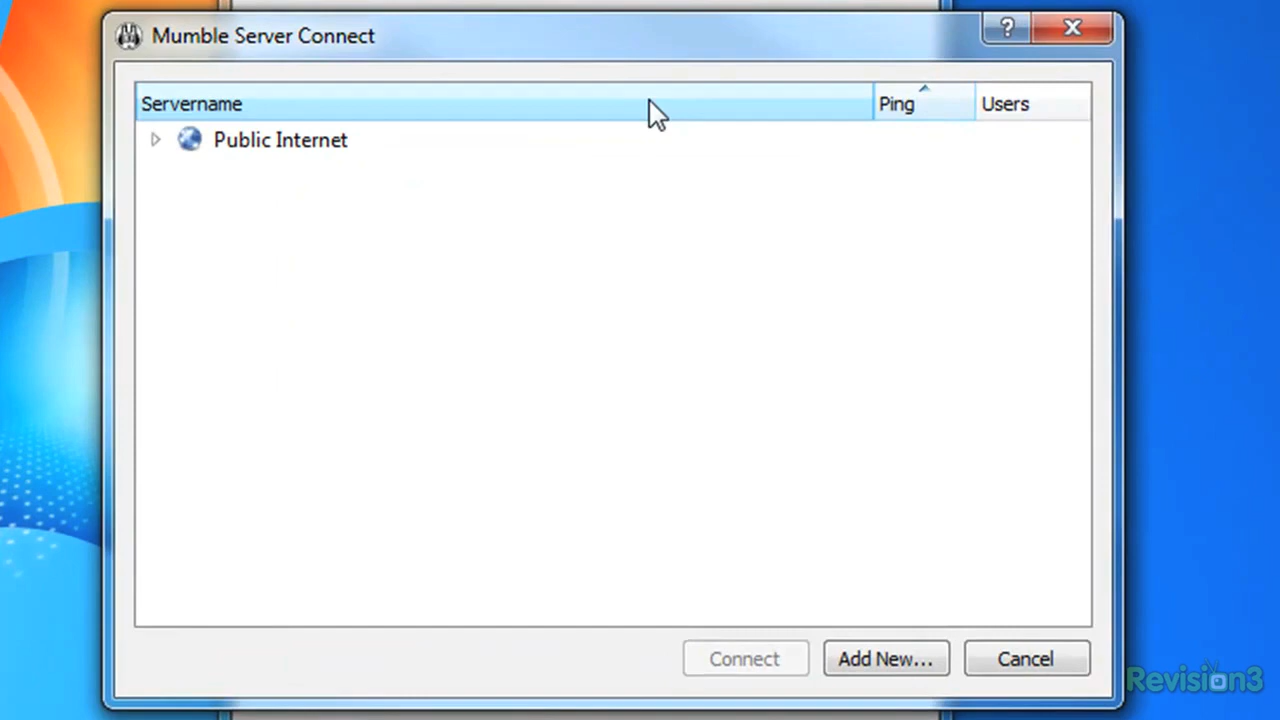 Mumble Server Connect
?
Servername Ping Users
Public Internet
Connect Add New... Cancel
Revision3